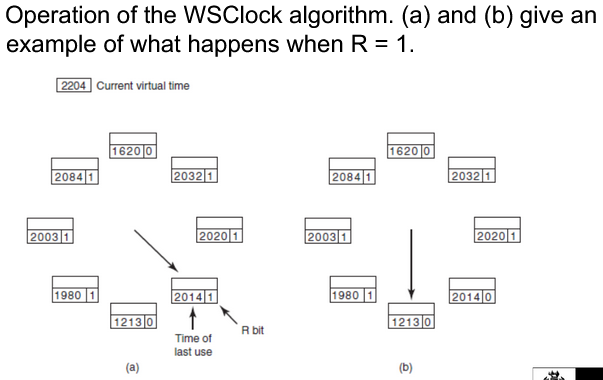 Operation of the WSClock algorithm. (a) and (b) give an
example of what happens when R = 1.
2204 Current virtual time
1620 0
2084 1
2032 1
2003 1
2020 1
1980 1
2014 1
1213 0
Time of
last use
R bit
(a)
1620 0
2084 1
2032 1
2003 1
2020 1
1980 1
2014 0
1213 0
(b)